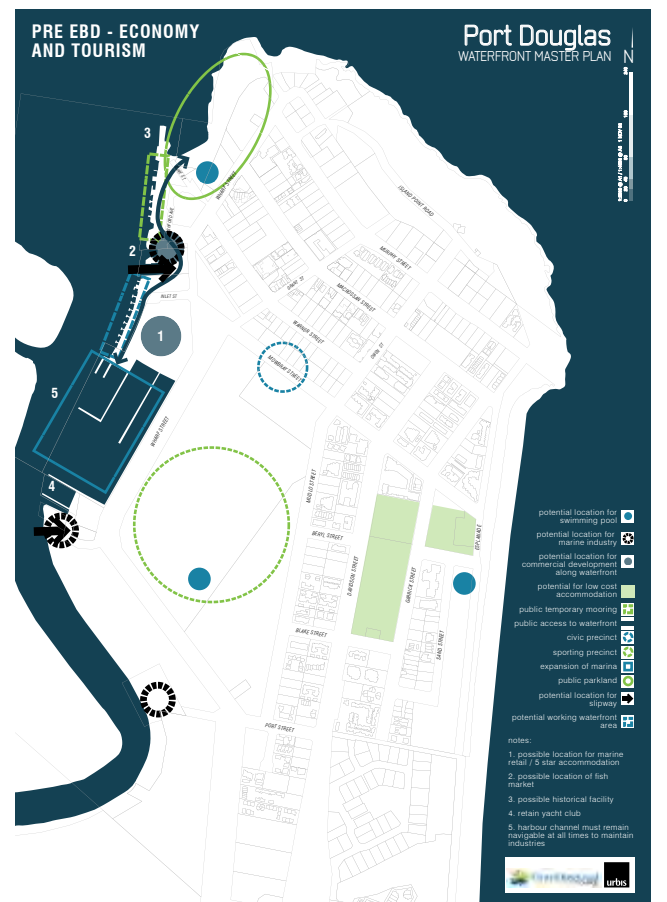 PRE EBD - ECONOMY
AND TOURISM
Port Douglas
WATERFRONT MASTER PLAN
N
3
2
1
5
4
WHARF STREET
ISLAND POINT ROAD
MURPHY STREET
MACROSSAN STREET
GRANT ST
WARNER STREET
OWEN ST
MOWBRAY STREET
INLET ST
WHARF STREET
MUDLO STREET
BERYL STREET
DAVIDSON STREET
GARRICK STREET
ESPLANADE
SAND STREET
BLAKE STREET
PORT STREET
potential location for
swimming pool
potential location for
marine industry
potential location for
commercial development
along waterfront
potential for low cost
accommodation
public temporary mooring
public access to waterfront
civic precinct
sporting precinct
expansion of marina
public parkland
potential location for
slipway
potential working waterfront
area
notes:
1. possible location for marine
retail / 5 star accommodation
2. possible location of fish
market
3. possible historical facility
4. retain yacht club
5. harbour channel must remain
navigable at all times to maintain
industries
urbis